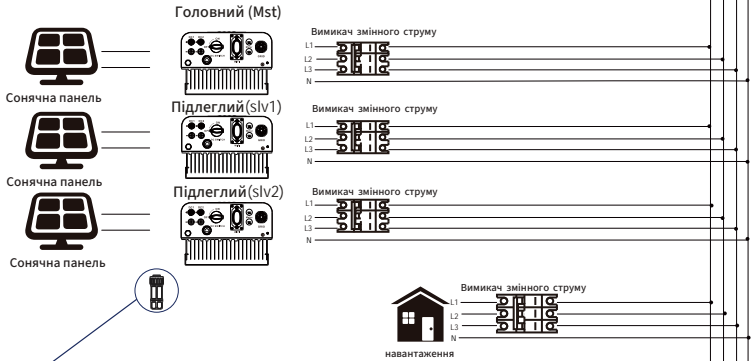 Головний (Mst)
Вимикач змінного струму
L1
L2
L3
N
Сонячна панель
Підлеглий(slv1)
Вимикач змінного струму
L1
L2
L3
N
Сонячна панель
Підлеглий(slv2)
Вимикач змінного струму
L1
L2
L3
N
Сонячна панель
Вимикач змінного струму
L1
L2
L3
N
навантаження